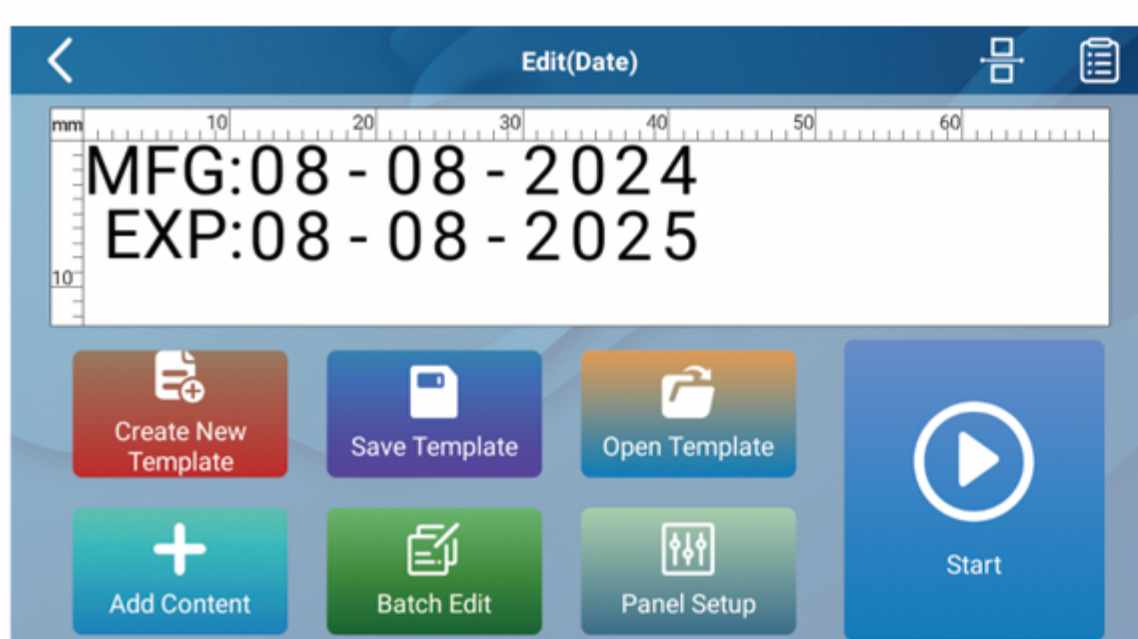 Edit(Date)
mm 10 20 30 40 50 60
MFG:08-08-2024
EXP:08-08-2025
10
Create New
Template
Save Template
Open Template
Start
Add Content
Batch Edit
Panel Setup